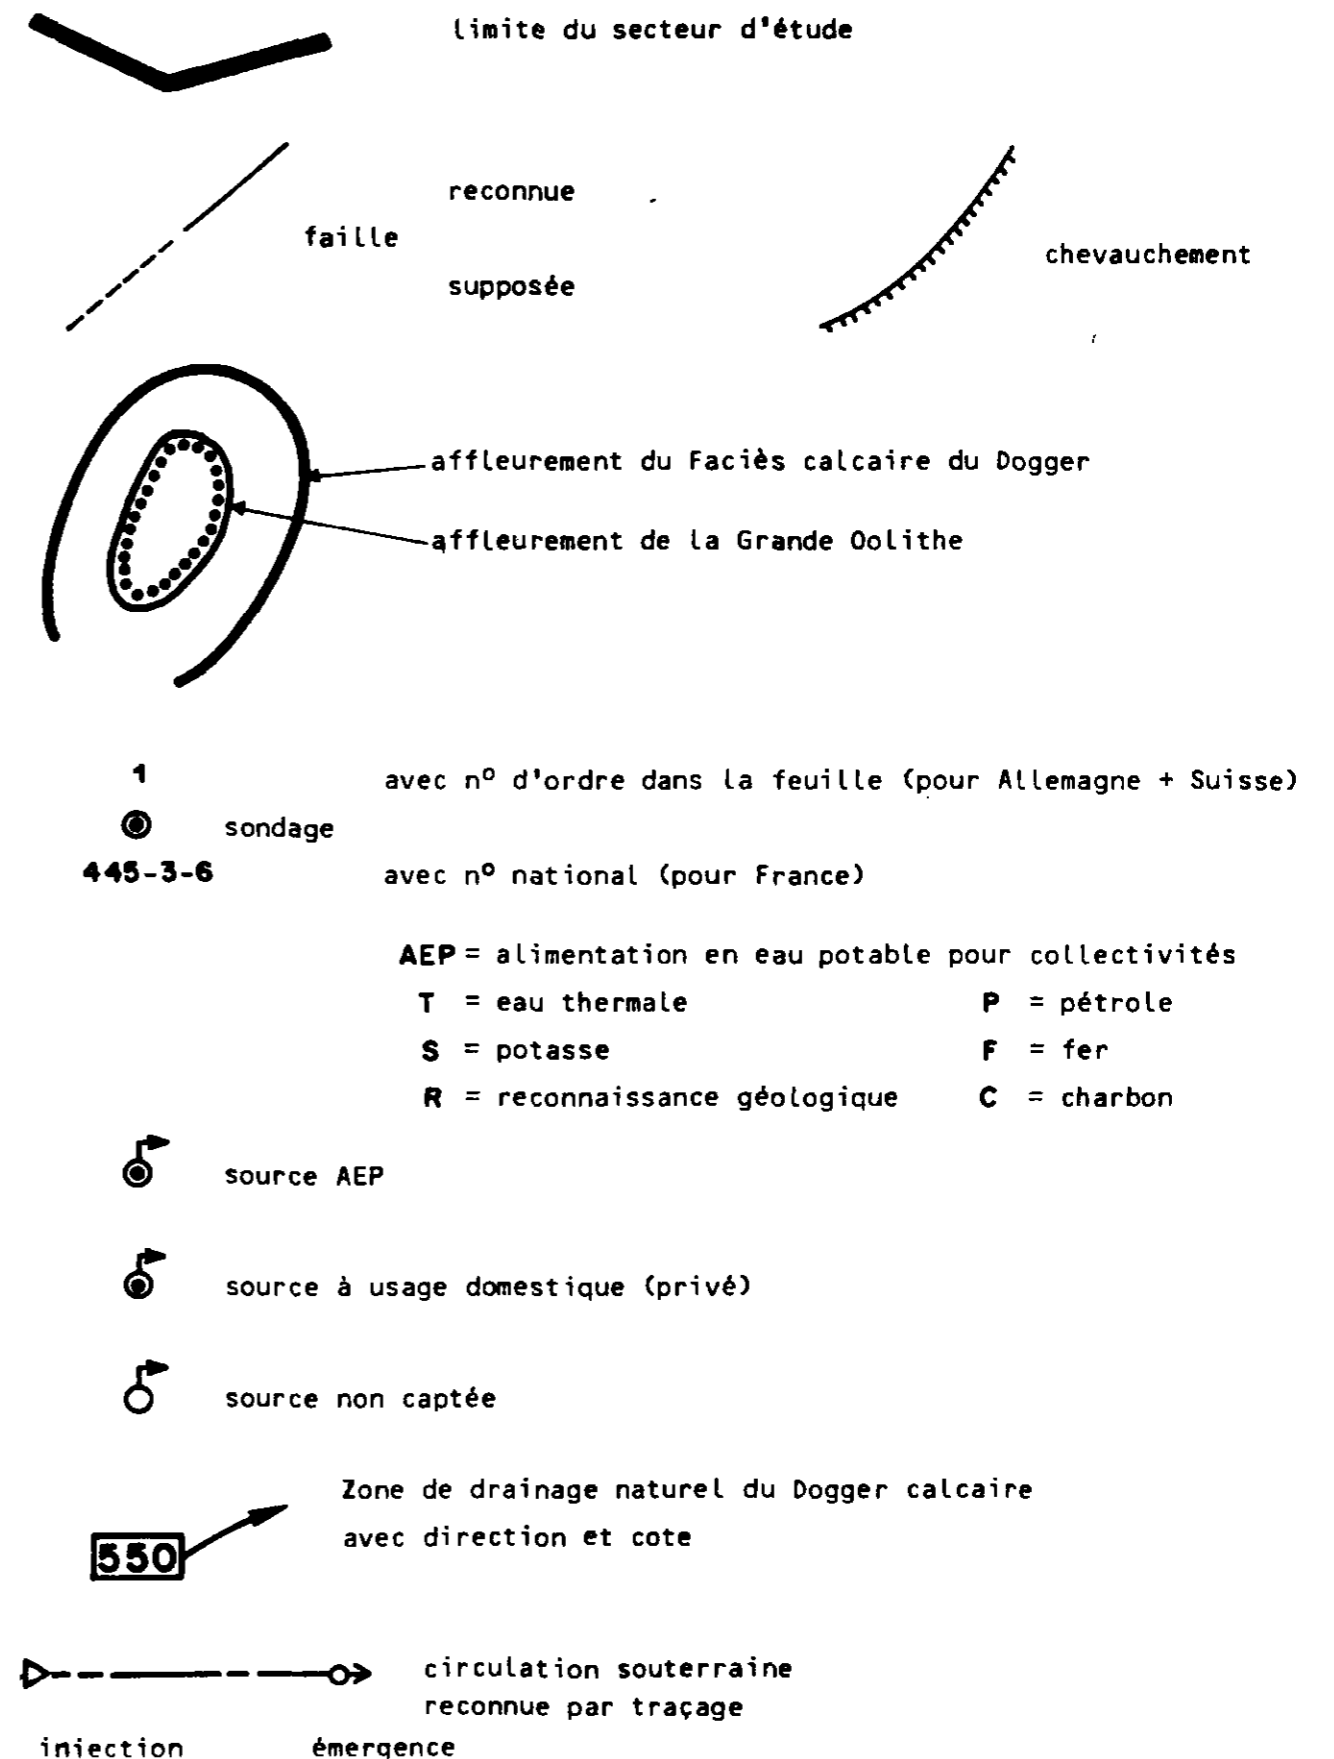 limite du secteur d'étude
reconnue
faille
supposée
chevauchement
affleurement du Faciès calcaire du Dogger
affleurement de la Grande Oolithe
1
avec nº d'ordre dans la feuille (pour Allemagne + Suisse)
sondage
445-3-6
avec nº national (pour France)
AEP = alimentation en eau potable pour collectivités
T = eau thermale P = pétrole
S = potasse F = fer
R = reconnaissance géologique C = charbon
source AEP
source à usage domestique (privé)
source non captée
Zone de drainage naturel du Dogger calcaire
avec direction et cote
550
circulation souterraine
reconnue par traçage
injection émergence